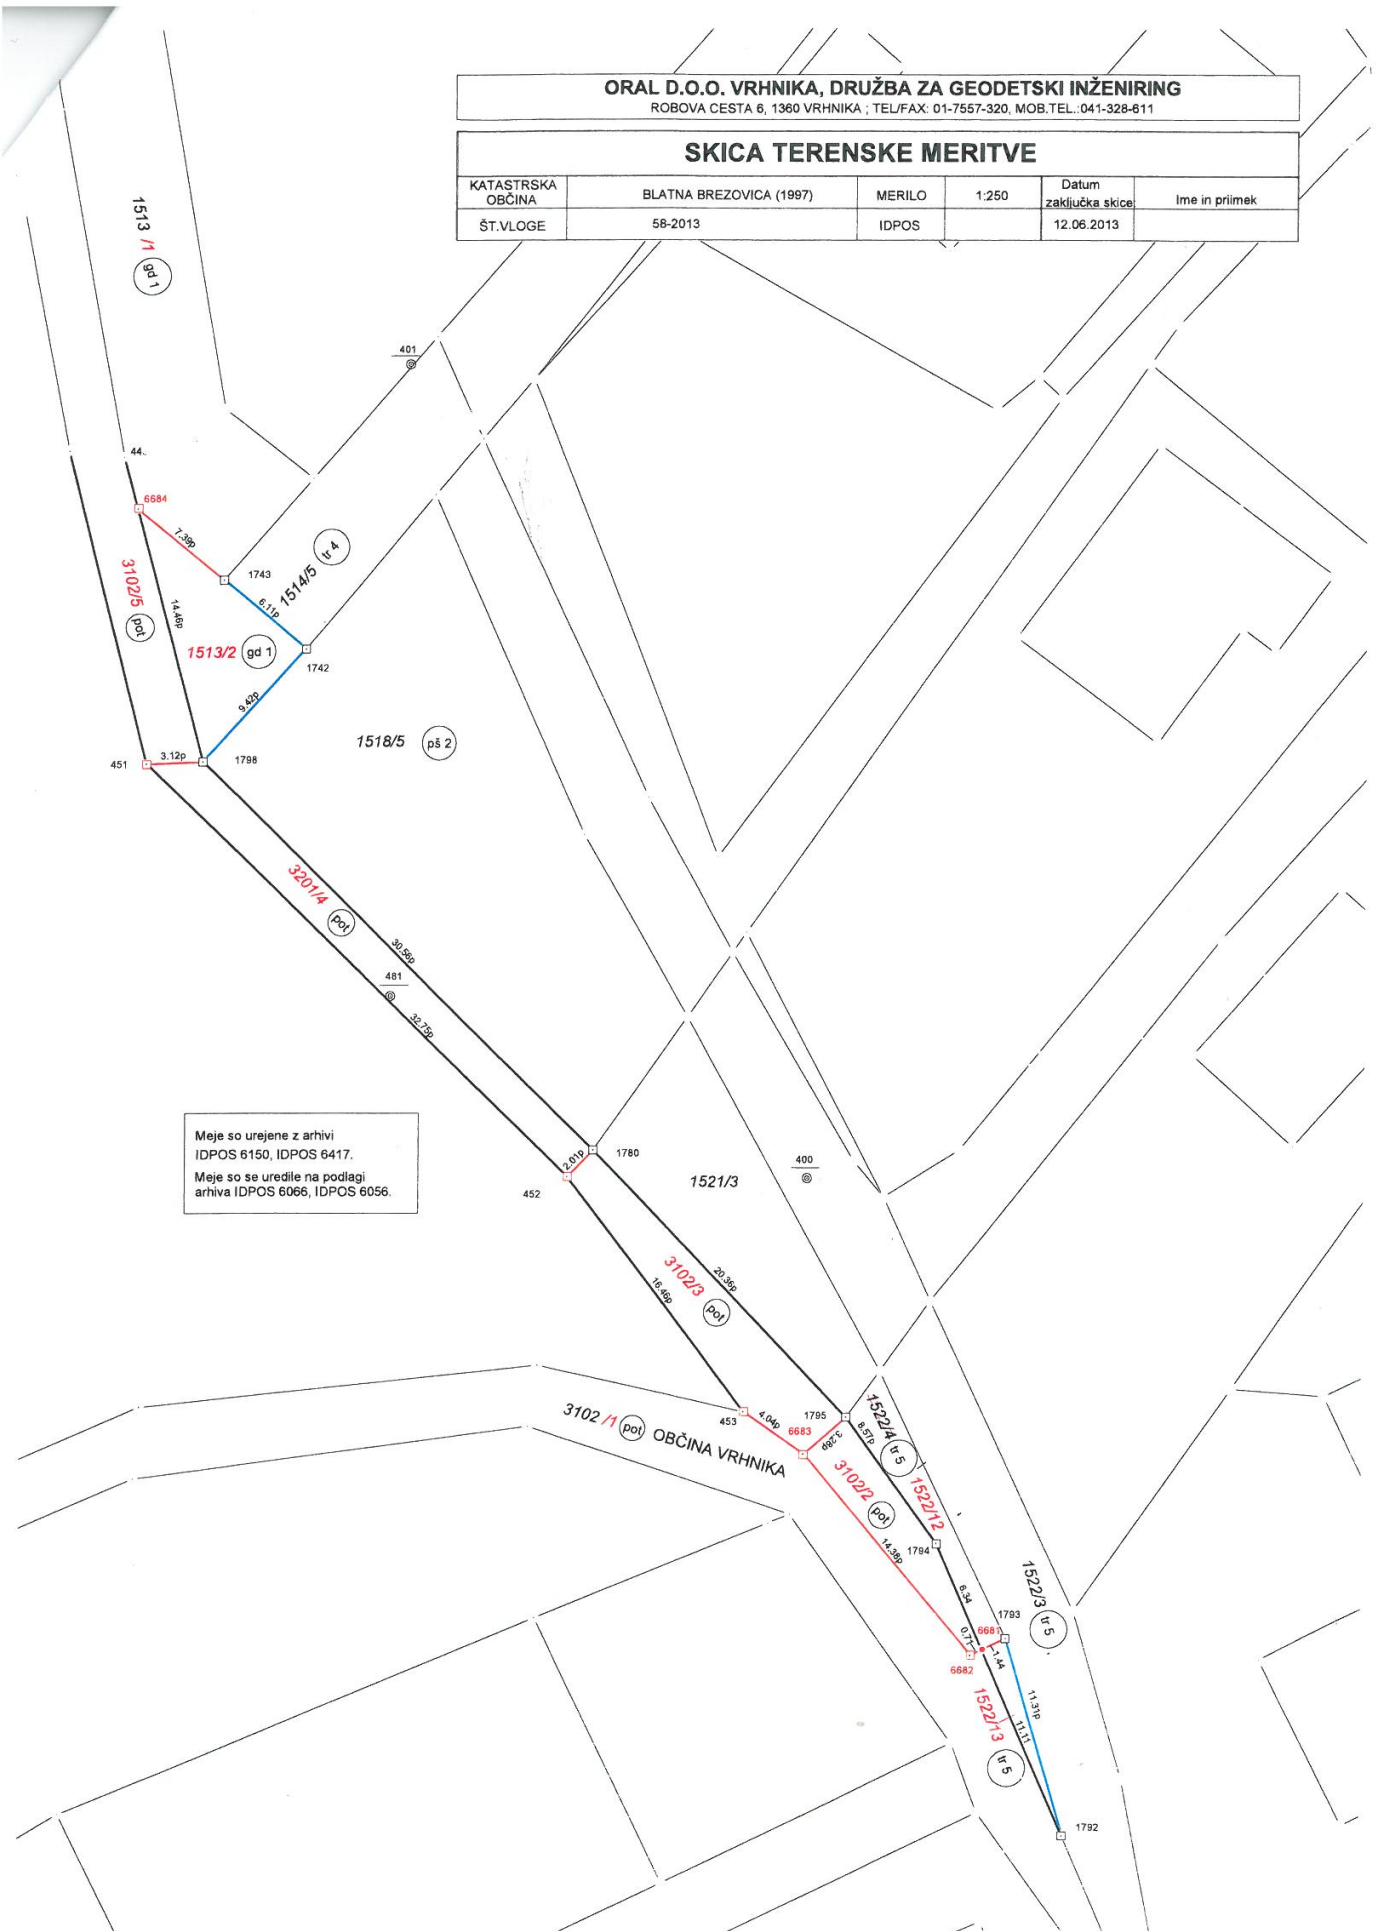 ORAL D.O.O. VRHNIKA, DRUŽBA ZA GEODETSKI INŽENIRING
ROBOVA CESTA 6, 1360 VRHNIKA ; TEL/FAX: 01-7557-320, MOB.TEL.:041-328-611
SKICA TERENSKE MERITVE
KATASTRSKA OBČINA
BLATNA BREZOVICA (1997)
MERILO
1:250
Datum zaključka skice
Ime in priimek
ŠT.VLOGE
58-2013
IDPOS
12.06.2013
1513 /1 gd 1
401
44.
6684
7.39p
1743
1514/5 tr 4
6.11p
3102/5 pot
14.46p
1513/2 gd 1
1742
9.42p
1518/5 pš 2
451
3.12p
1798
3201/4 pot
30.56p
481
32.75p
Meje so urejene z arhivi
IDPOS 6150, IDPOS 6417.
Meje so se uredile na podlagi
arhiva IDPOS 6066, IDPOS 6056.
2.01p
1780
452
1521/3
400
3102/3 pot
20.36p
16.46p
3102 /1 pot OBČINA VRHNIKA
453
4.04p
1795
6683
3.28p
8.57p
1522/4 tr 5
3102/2 pot
1522/12
14.38p
1794
6.34
1522/3 tr 5
1793
6681
0.71
1.44
6682
1522/13 tr 5
11.31p
11.11
1792